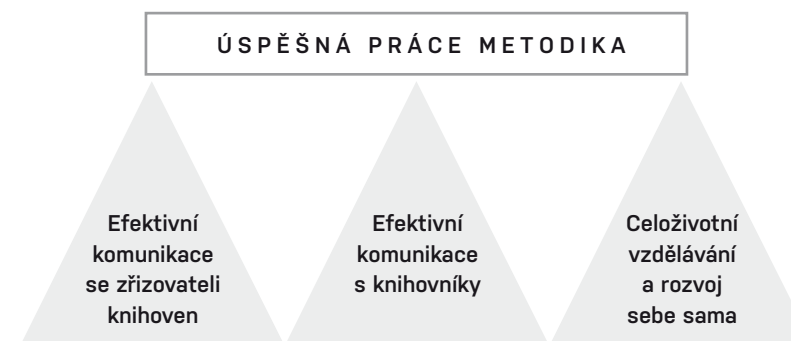 ÚSPĚŠNÁ PRÁCE METODIKA
Efektivní
komunikace
se zřizovateli
knihoven
Efektivní
komunikace
s knihovníky
Celoživotní
vzdělávání
a rozvoj
sebe sama